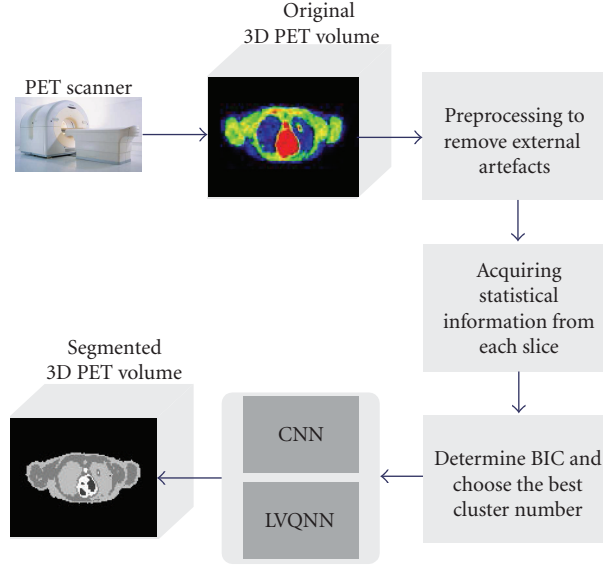 Original
3D PET volume
PET scanner
Preprocessing to
remove external
artefacts
Acquiring
statistical
information from
each slice
Segmented
3D PET volume
CNN
LVQNN
Determine BIC and
choose the best
cluster number